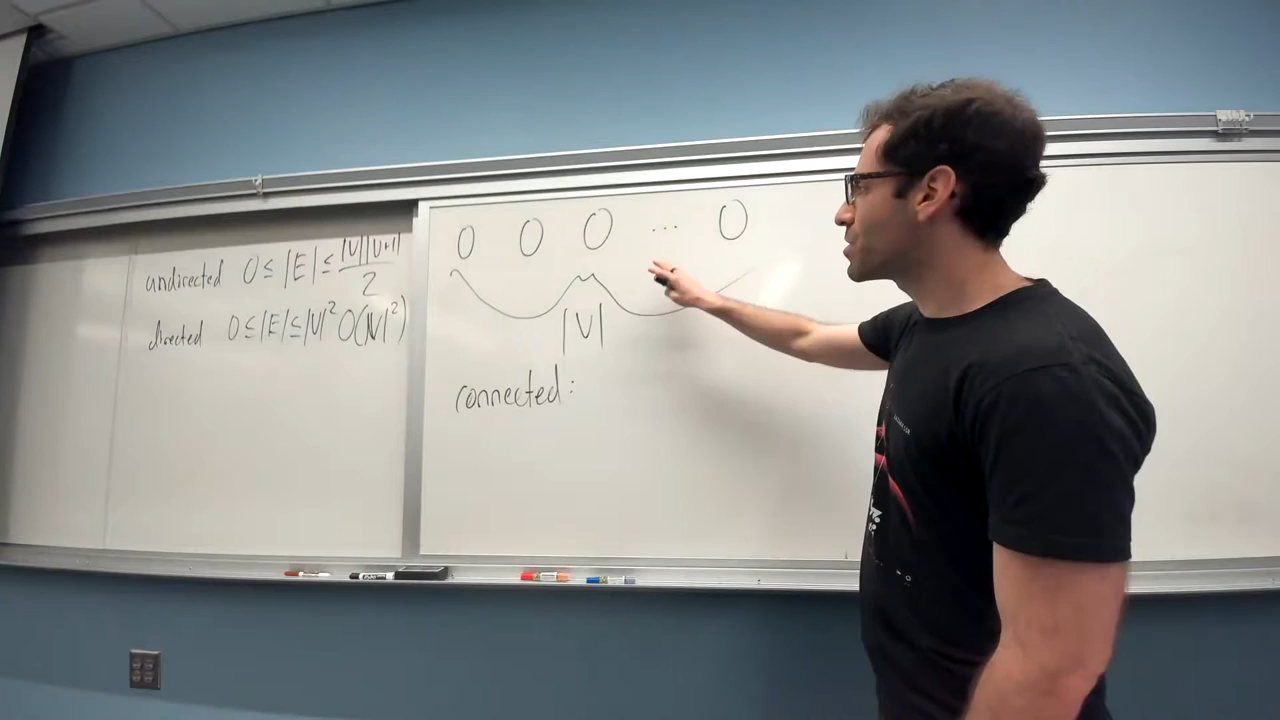 undirected 0 ≤ |E| ≤ |V||V+1|/2
directed 0 ≤ |E| ≤ |V|² O(|V|²)
0 0 0 ... 0
|V|
connected: